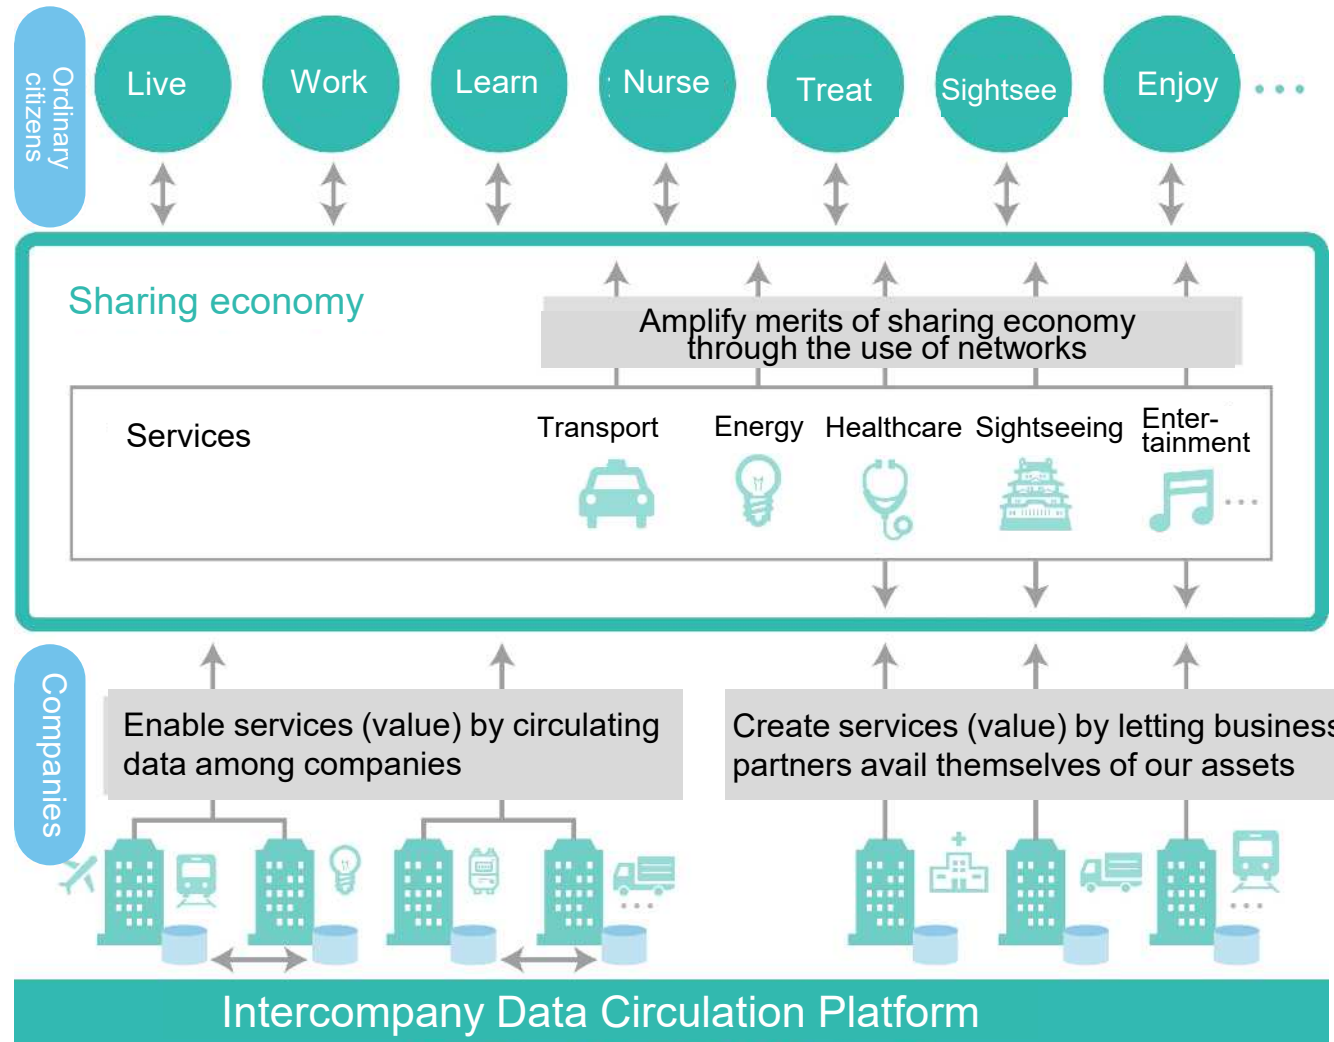 Ordinary
citizens
Live
Work
Learn
Nurse
Treat
Sightsee
Enjoy
Sharing economy
Amplify merits of sharing economy
through the use of networks
Services
Transport
Energy
Healthcare
Sightseeing
Enter-
tainment
Companies
Enable services (value) by circulating
data among companies
Create services (value) by letting business
partners avail themselves of our assets
Intercompany Data Circulation Platform